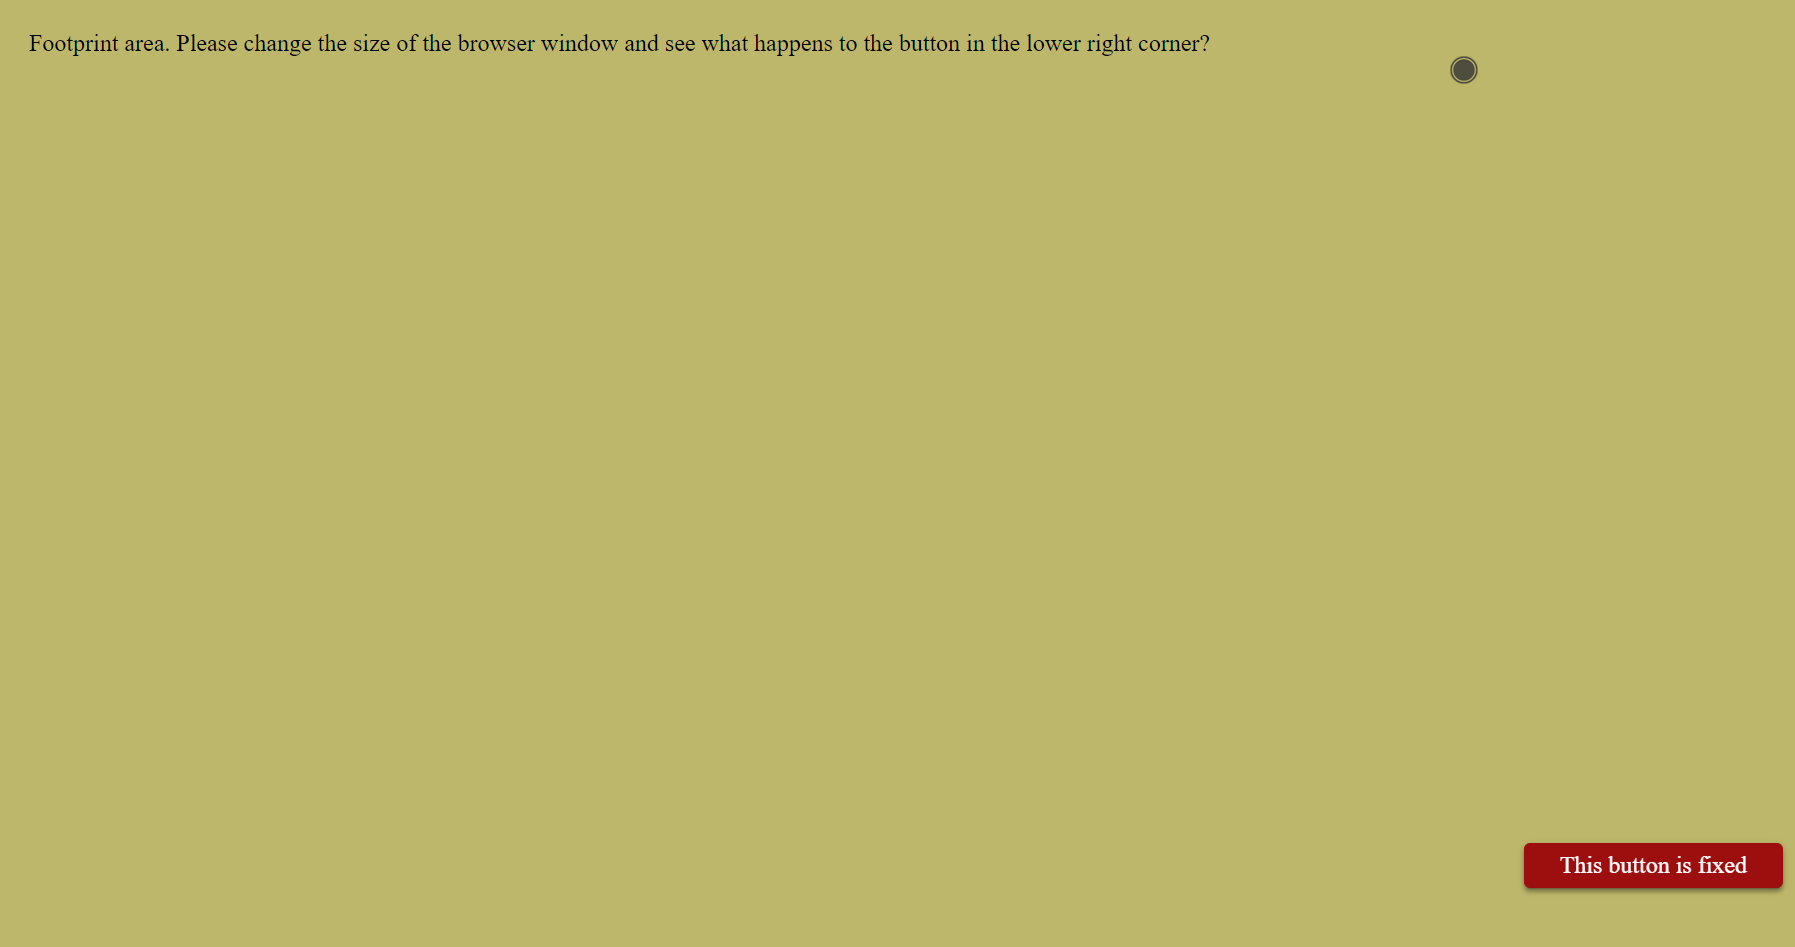 Footprint area. Please change the size of the browser window and see what happens to the button in the lower right corner?
This button is fixed